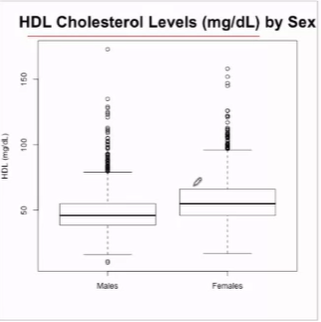 HDL Cholesterol Levels (mg/dL) by Sex
150
100
50
HDL (mg/dL)
Males
Females